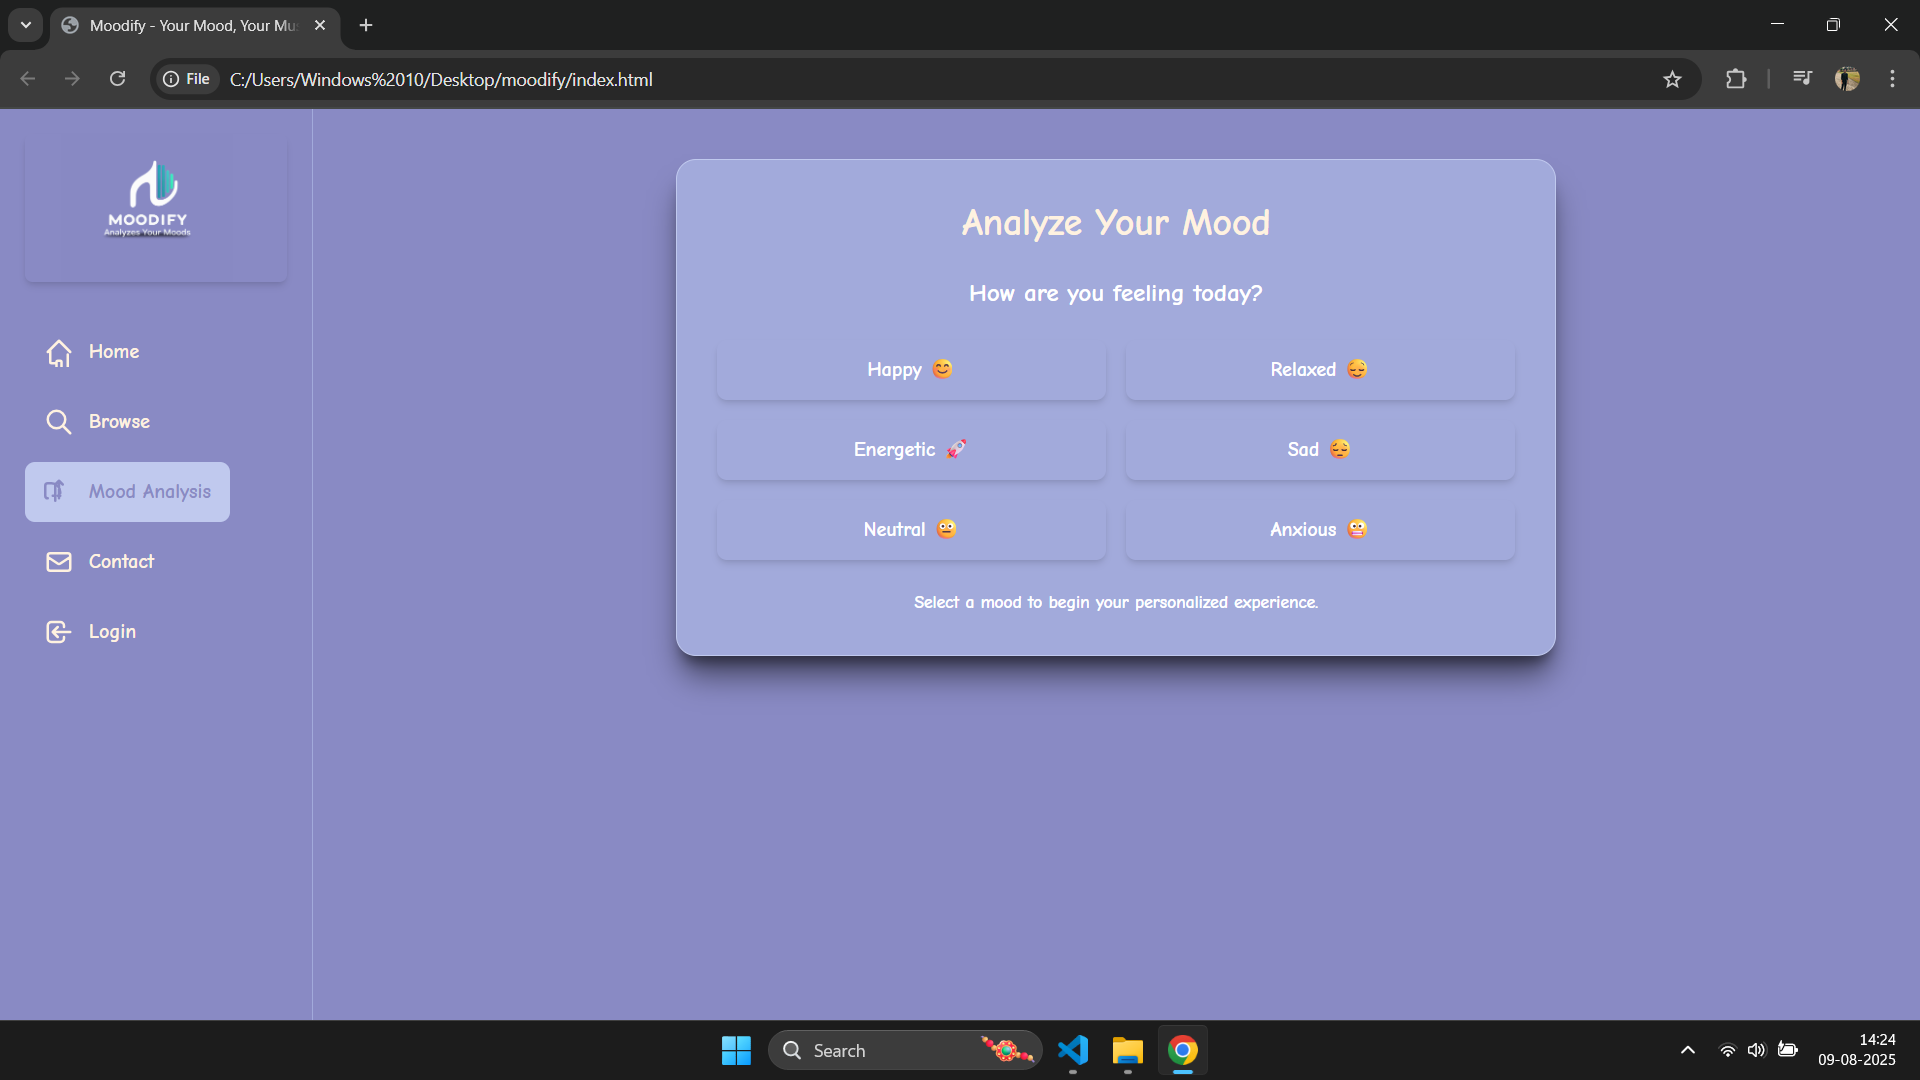 Moodify - Your Mood, Your Mu
File C:/Users/Windows%2010/Desktop/moodify/index.html
MOODIFY
Analyzes Your Moods
Home
Browse
Mood Analysis
Contact
Login
Analyze Your Mood
How are you feeling today?
Happy 😊 Relaxed 😌
Energetic 🚀 Sad 😔
Neutral 😐 Anxious 😬
Select a mood to begin your personalized experience.
Search
14:24
09-08-2025